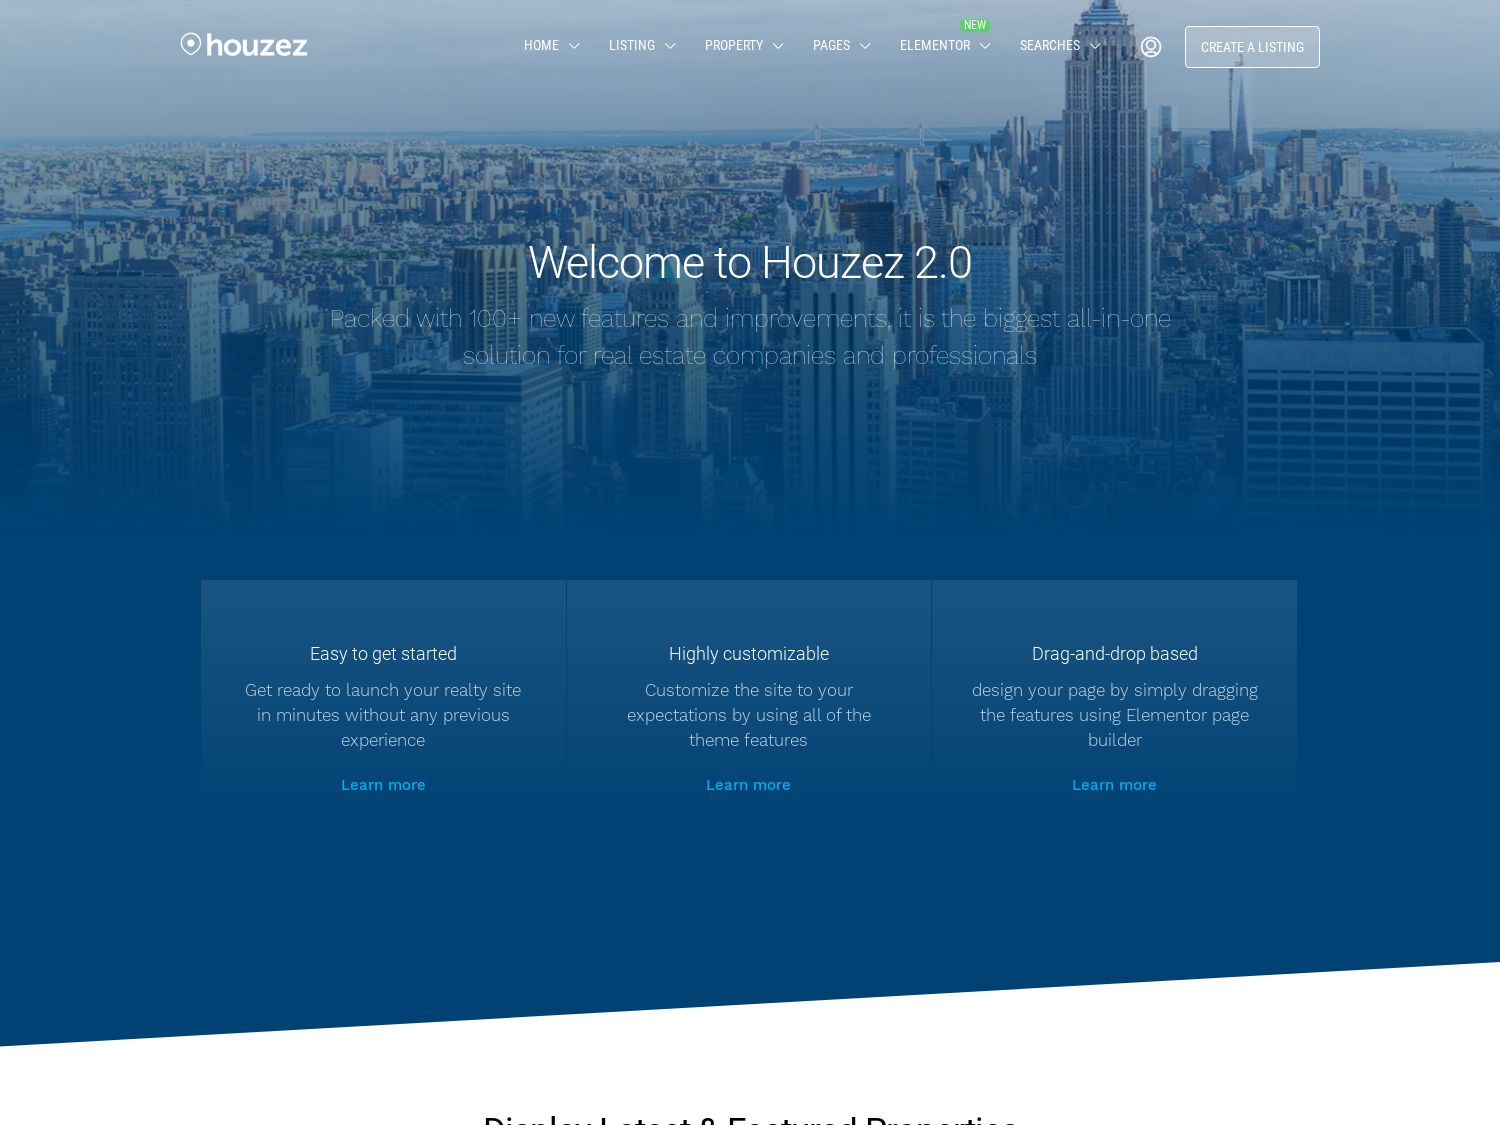 houzez
HOME LISTING PROPERTY PAGES ELEMENTOR NEW SEARCHES CREATE A LISTING
Welcome to Houzez 2.0
Packed with 100+ new features and improvements, it is the biggest all-in-one
solution for real estate companies and professionals
Easy to get started
Get ready to launch your realty site
in minutes without any previous
experience
Learn more
Highly customizable
Customize the site to your
expectations by using all of the
theme features
Learn more
Drag-and-drop based
design your page by simply dragging
the features using Elementor page
builder
Learn more
Display Latest & Featured Properties